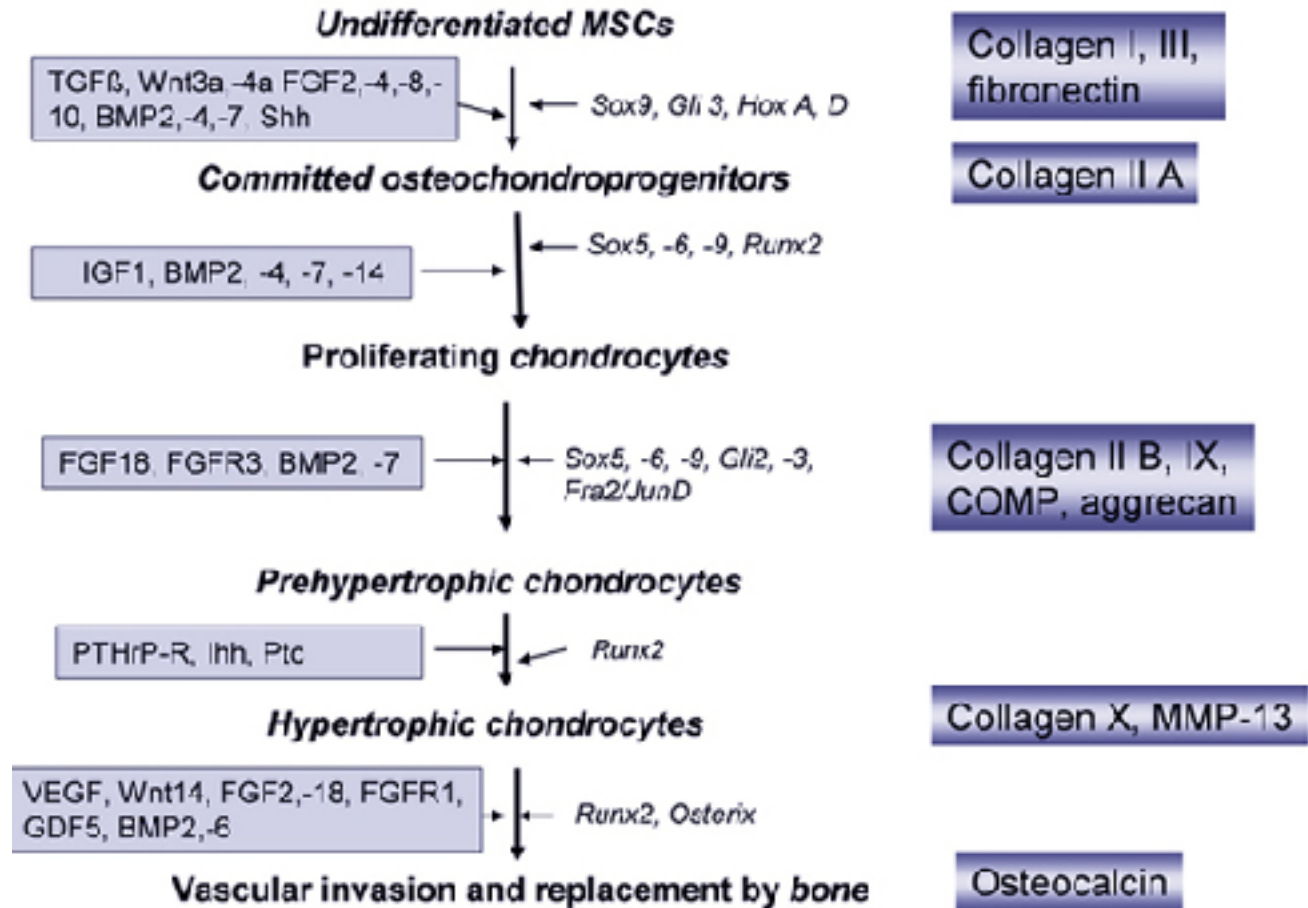 Undifferentiated MSCs
Collagen I, III,
fibronectin
TGFß, Wnt3a,-4a FGF2,-4,-8,-
10, BMP2,-4,-7, Shh
Sox9, Gli 3, Hox A, D
Committed osteochondroprogenitors
Collagen II A
Sox5, -6, -9, Runx2
IGF1, BMP2, -4, -7, -14
Proliferating chondrocytes
FGF18, FGFR3, BMP2, -7
Sox5, -6, -9, Gli2, -3,
Fra2/JunD
Collagen II B, IX,
COMP, aggrecan
Prehypertrophic chondrocytes
PTHrP-R, Ihh, Ptc
Runx2
Hypertrophic chondrocytes
Collagen X, MMP-13
VEGF, Wnt14, FGF2,-18, FGFR1,
GDF5, BMP2,-6
Runx2, Osterix
Vascular invasion and replacement by bone
Osteocalcin